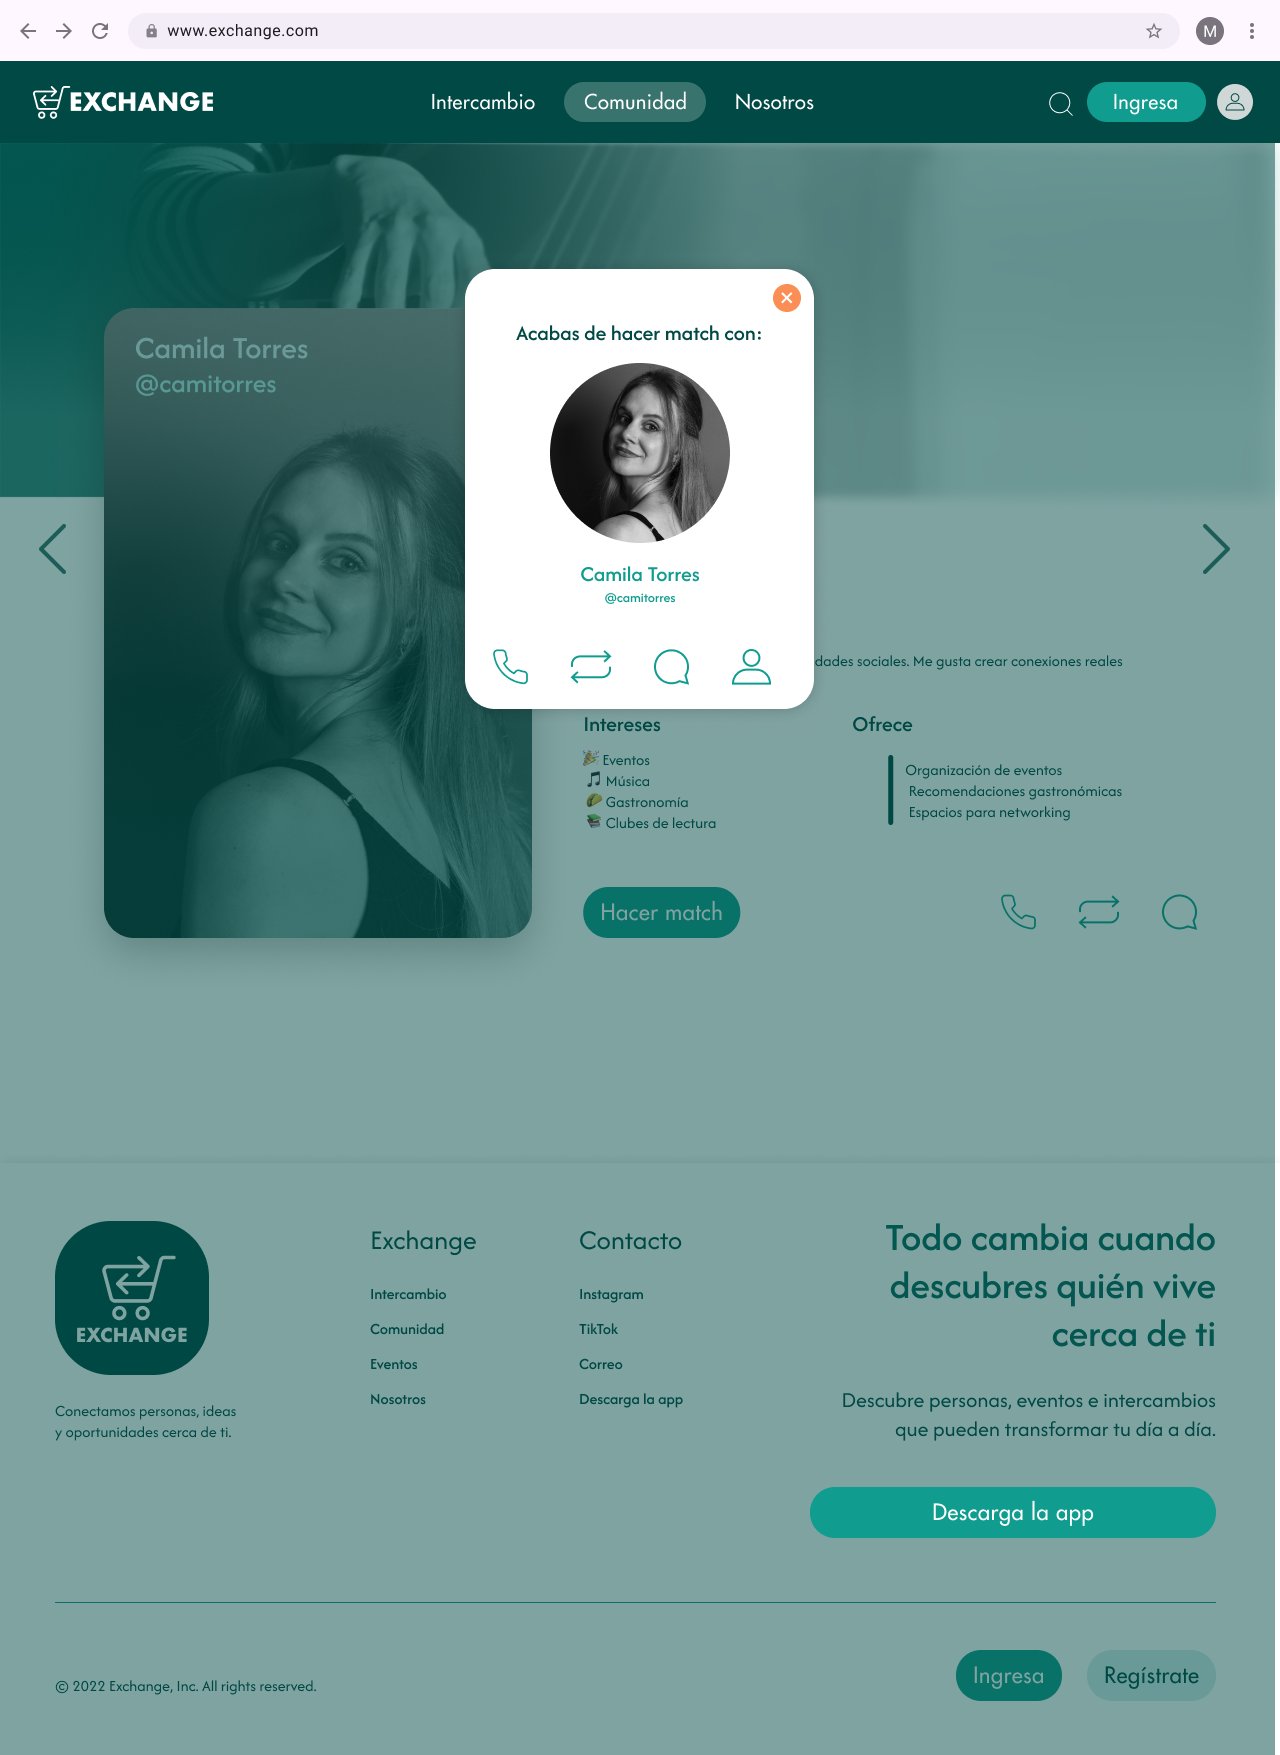 www.exchange.com
M
EXCHANGE
Intercambio
Comunidad
Nosotros
Ingresa
Camila Torres
@camitorres
Acabas de hacer match con:
Camila Torres
@camitorres
dades sociales. Me gusta crear conexiones reales
Intereses
Eventos
Música
Gastronomía
Clubes de lectura
Ofrece
Organización de eventos
Recomendaciones gastronómicas
Espacios para networking
Hacer match
EXCHANGE
Conectamos personas, ideas
y oportunidades cerca de ti.
Exchange
Intercambio
Comunidad
Eventos
Nosotros
Contacto
Instagram
TikTok
Correo
Descarga la app
Todo cambia cuando
descubres quién vive
cerca de ti
Descubre personas, eventos e intercambios
que pueden transformar tu día a día.
Descarga la app
© 2022 Exchange, Inc. All rights reserved.
Ingresa
Regístrate